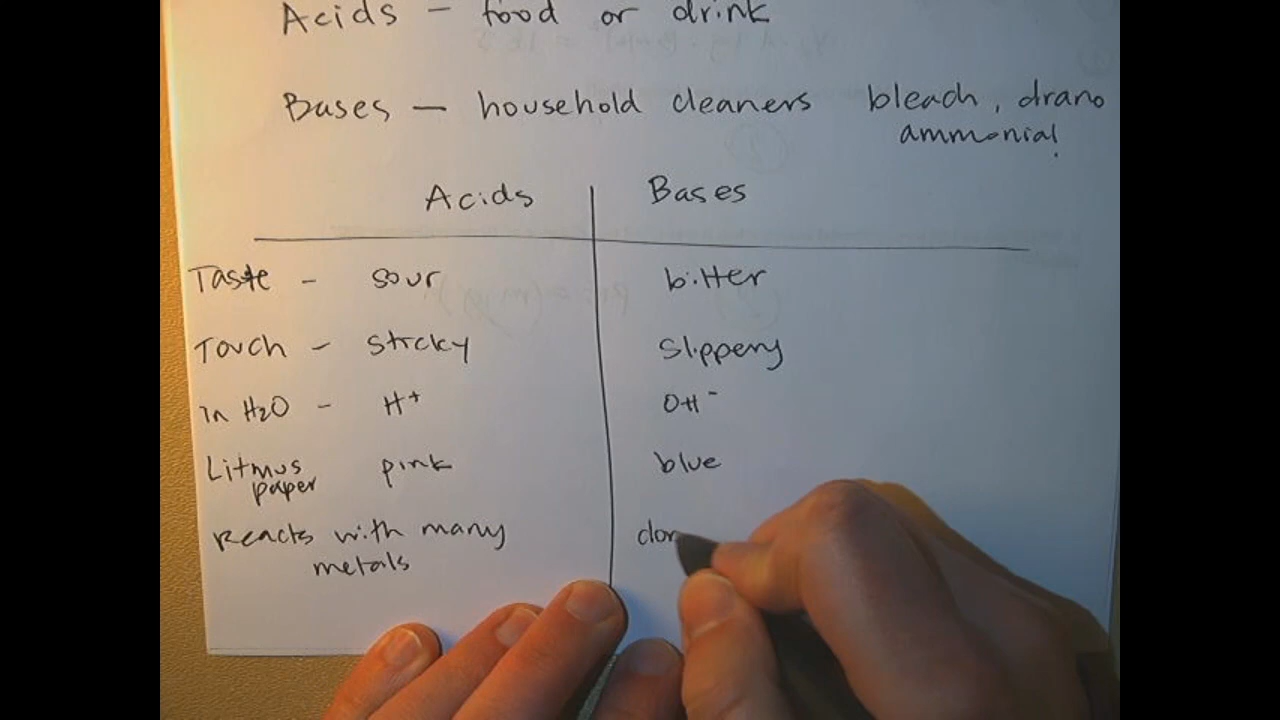 Acids - food or drink
Bases - household cleaners bleach, drano
ammonia!
Acids Bases
Taste - sour bitter
Touch - sticky slippery
In H2O - H+ OH-
Litmus pink blue
paper
Reacts with many don
metals